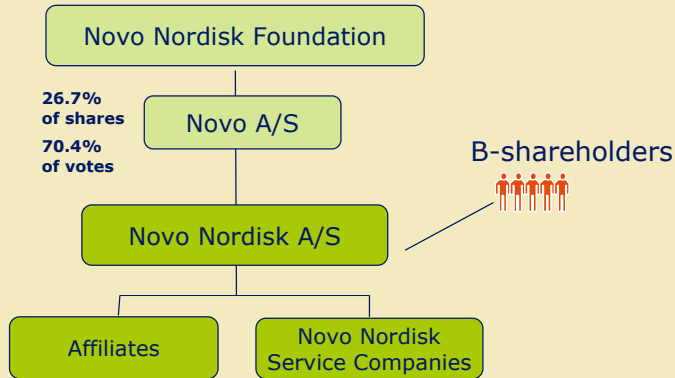 Novo Nordisk Foundation
26.7%
of shares
70.4%
of votes
Novo A/S
B-shareholders
Novo Nordisk A/S
Affiliates
Novo Nordisk
Service Companies